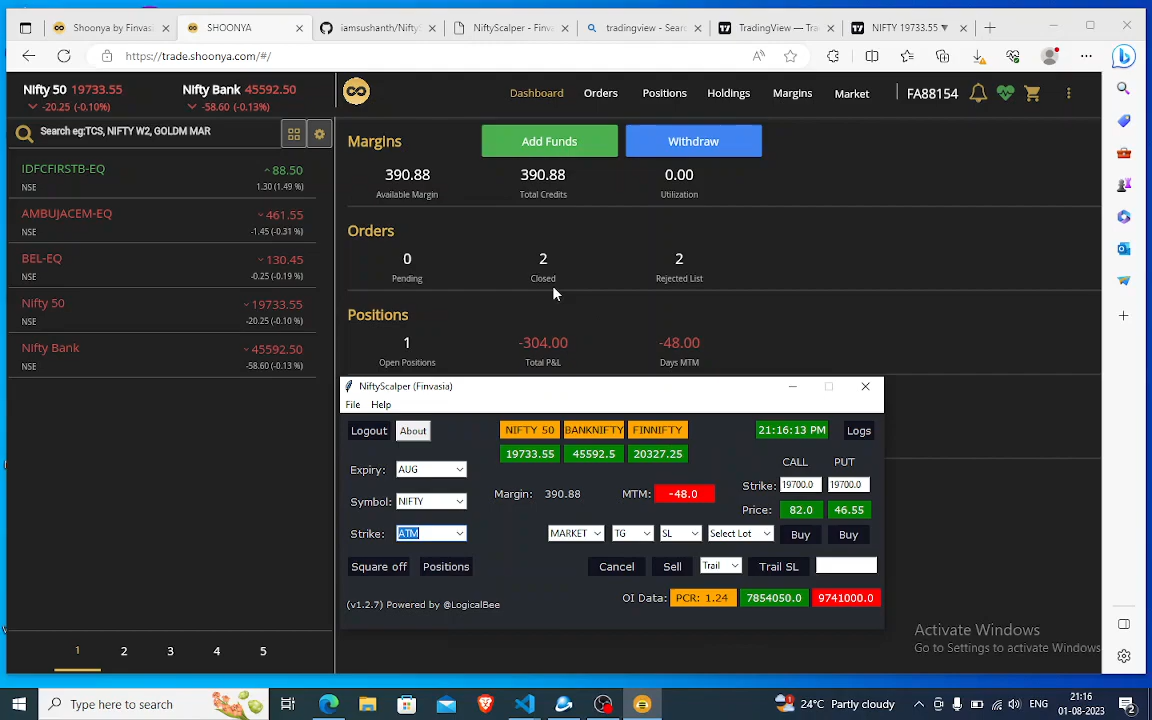 Shoonya by Finvasi
SHOONYA
iamsushanth/Nifty
NiftyScalper - Finva
tradingview - Sear
TradingView — Tra
NIFTY 19733.55 ▼
https://trade.shoonya.com/#/
Nifty 50 19733.55
-20.25 (-0.10%)
Nifty Bank 45592.50
-58.60 (-0.13%)
Dashboard
Orders
Positions
Holdings
Margins
Market
FA88154
Search eg:TCS, NIFTY W2, GOLDM MAR
IDFCFIRSTB-EQ 88.50
NSE 1.30 (1.49 %)
AMBUJACEM-EQ 461.55
NSE -1.45 (-0.31 %)
BEL-EQ 130.45
NSE -0.25 (-0.19 %)
Nifty 50 19733.55
NSE -20.25 (-0.10 %)
Nifty Bank 45592.50
NSE -58.60 (-0.13 %)
1 2 3 4 5
Margins
Add Funds
Withdraw
390.88 390.88 0.00
Available Margin Total Credits Utilization
Orders
0 2 2
Pending Closed Rejected List
Positions
1 -304.00 -48.00
Open Positions Total P&L Days MTM
NiftyScalper (Finvasia)
File Help
Logout About NIFTY 50 BANKNIFTY FINNIFTY 21:16:13 PM Logs
19733.55 45592.5 20327.25
CALL PUT
Expiry: AUG
Strike: 19700.0 19700.0
Margin: 390.88 MTM: -48.0
Symbol: NIFTY
Price: 82.0 46.55
Strike: ATM MARKET TG SL Select Lot Buy Buy
Square off Positions Cancel Sell Trail Trail SL
OI Data: PCR: 1.24 7854050.0 9741000.0
(v1.2.7) Powered by @LogicalBee
Activate Windows
Go to Settings to activate Windows
Type here to search
24°C Partly cloudy
ENG
21:16
01-08-2023
2